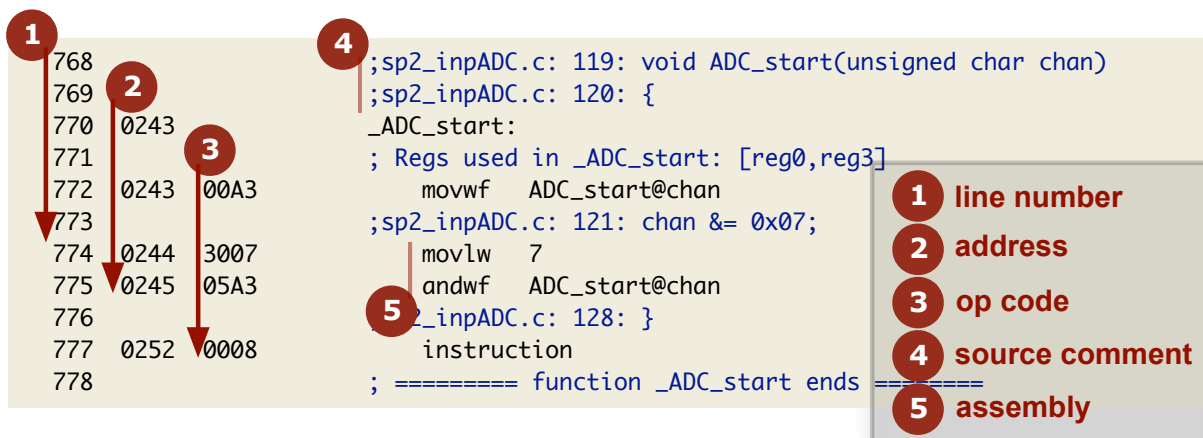 1
4
768 ;sp2_inpADC.c: 119: void ADC_start(unsigned char chan)
769 2 ;sp2_inpADC.c: 120: {
770 0243 _ADC_start:
771 3 ; Regs used in _ADC_start: [reg0,reg3]
772 0243 00A3 movwf ADC_start@chan
773 ;sp2_inpADC.c: 121: chan &= 0x07;
774 0244 3007 movlw 7
775 0245 05A3 andwf ADC_start@chan
776 5 2_inpADC.c: 128: }
777 0252 0008 instruction
778 ; ========= function _ADC_start ends ========
1 line number
2 address
3 op code
4 source comment
5 assembly